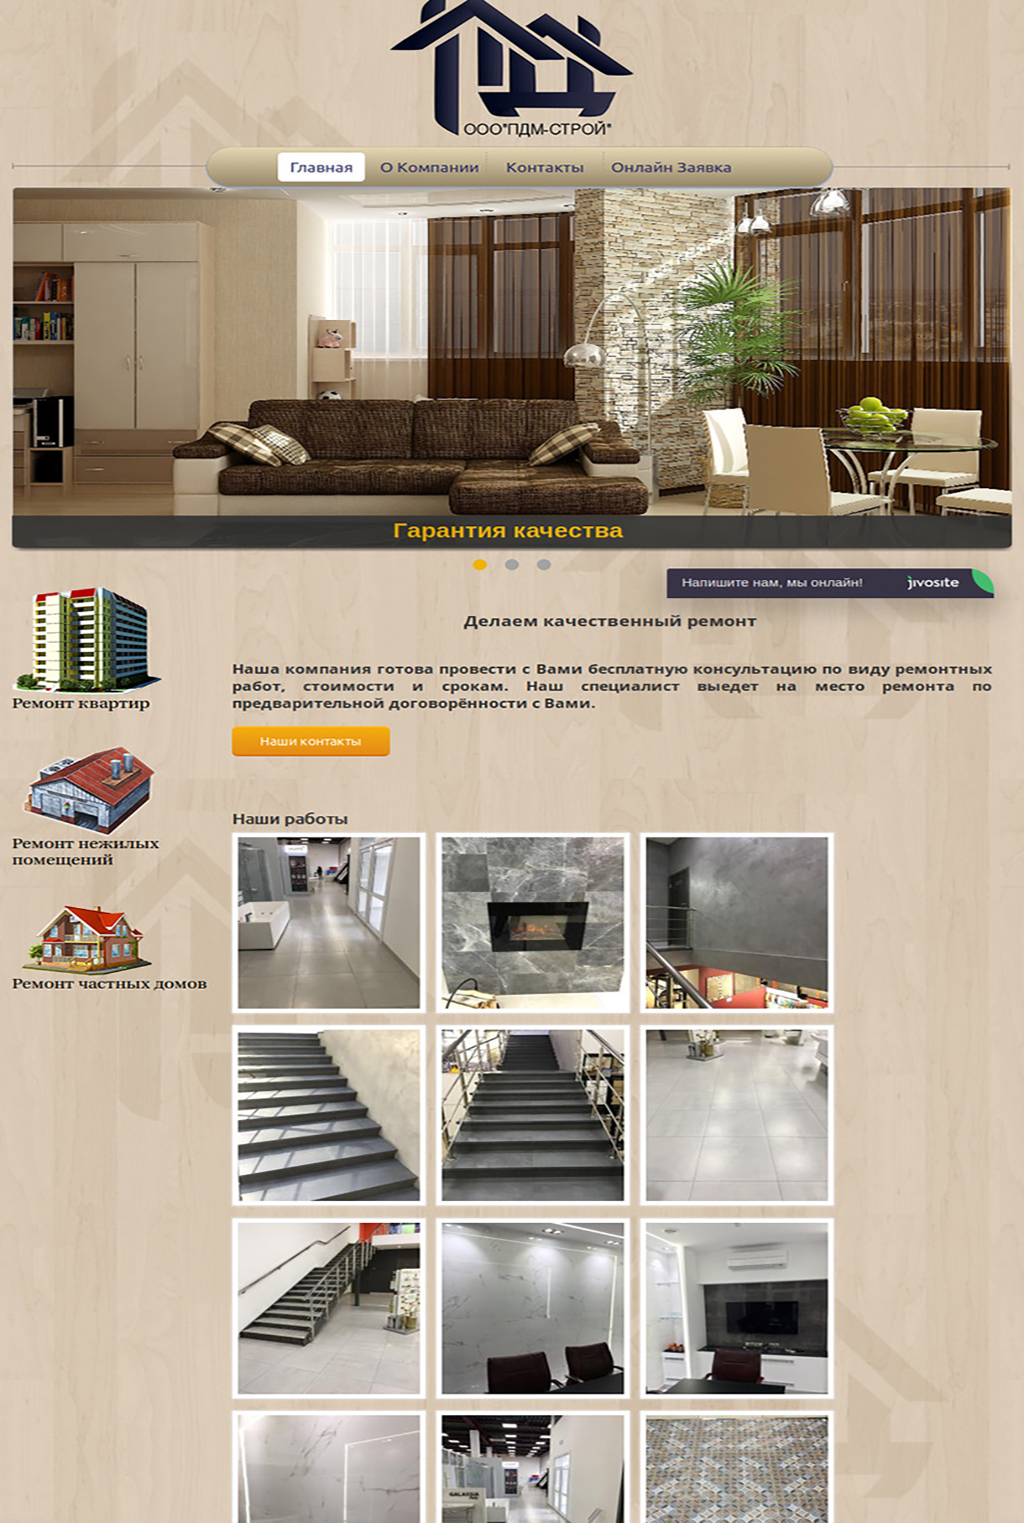 ООО"ПДМ-СТРОЙ"
Главная
О Компании
Контакты
Онлайн Заявка
Гарантия качества
Напишите нам, мы онлайн!
jivosite
Делаем качественный ремонт
Наша компания готова провести с Вами бесплатную консультацию по виду ремонтных
работ, стоимости и срокам. Наш специалист выедет на место ремонта по
предварительной договорённости с Вами.
Наши контакты
Ремонт квартир
Ремонт нежилых
помещений
Ремонт частных домов
Наши работы
GALASSIA